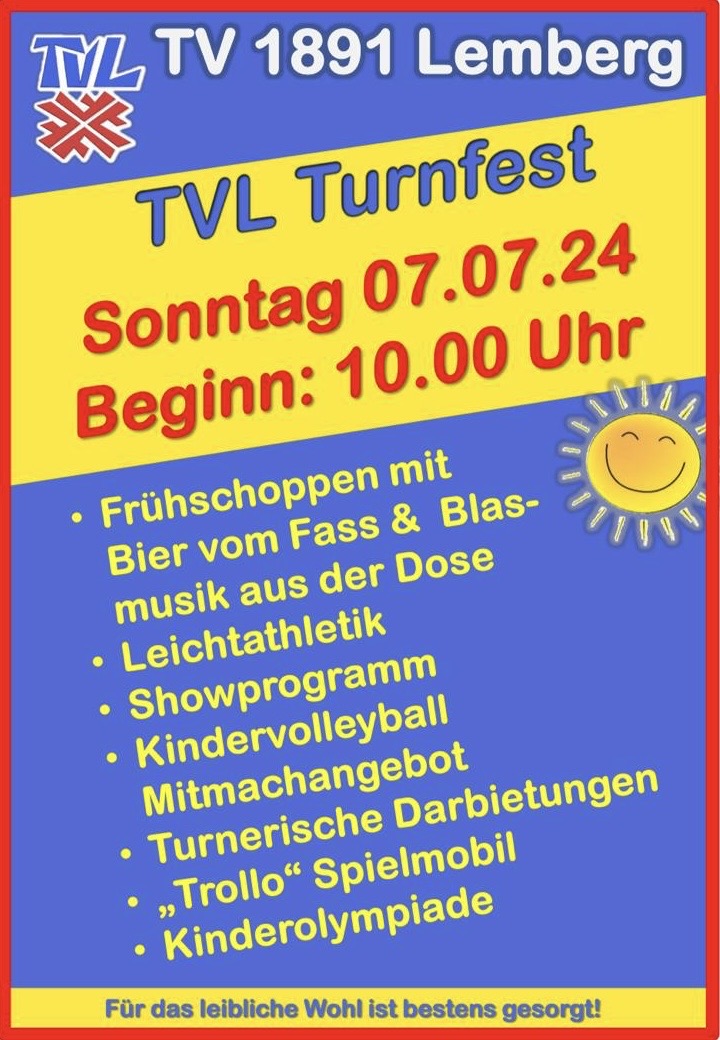 TVL
TV 1891 Lemberg
TVL Turnfest
Sonntag 07.07.24
Beginn: 10.00 Uhr
• Frühschoppen mit
Bier vom Fass & Blas-
musik aus der Dose
• Leichtathletik
• Showprogramm
• Kindervolleyball
Mitmachangebot
• Turnerische Darbietungen
• „Trollo“ Spielmobil
• Kinderolympiade
Für das leibliche Wohl ist bestens gesorgt!